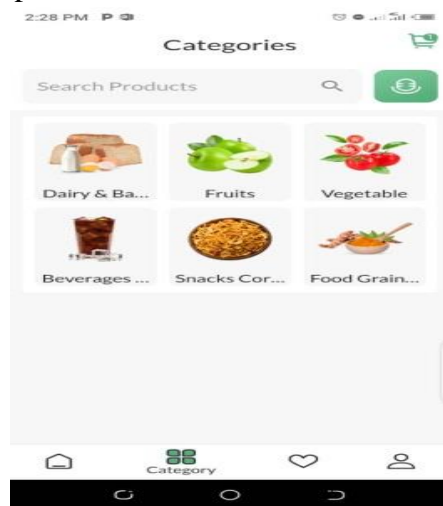 2:28 PM P
Categories
Search Products
Dairy & Ba... Fruits Vegetable
Beverages ... Snacks Cor... Food Grain...
Category